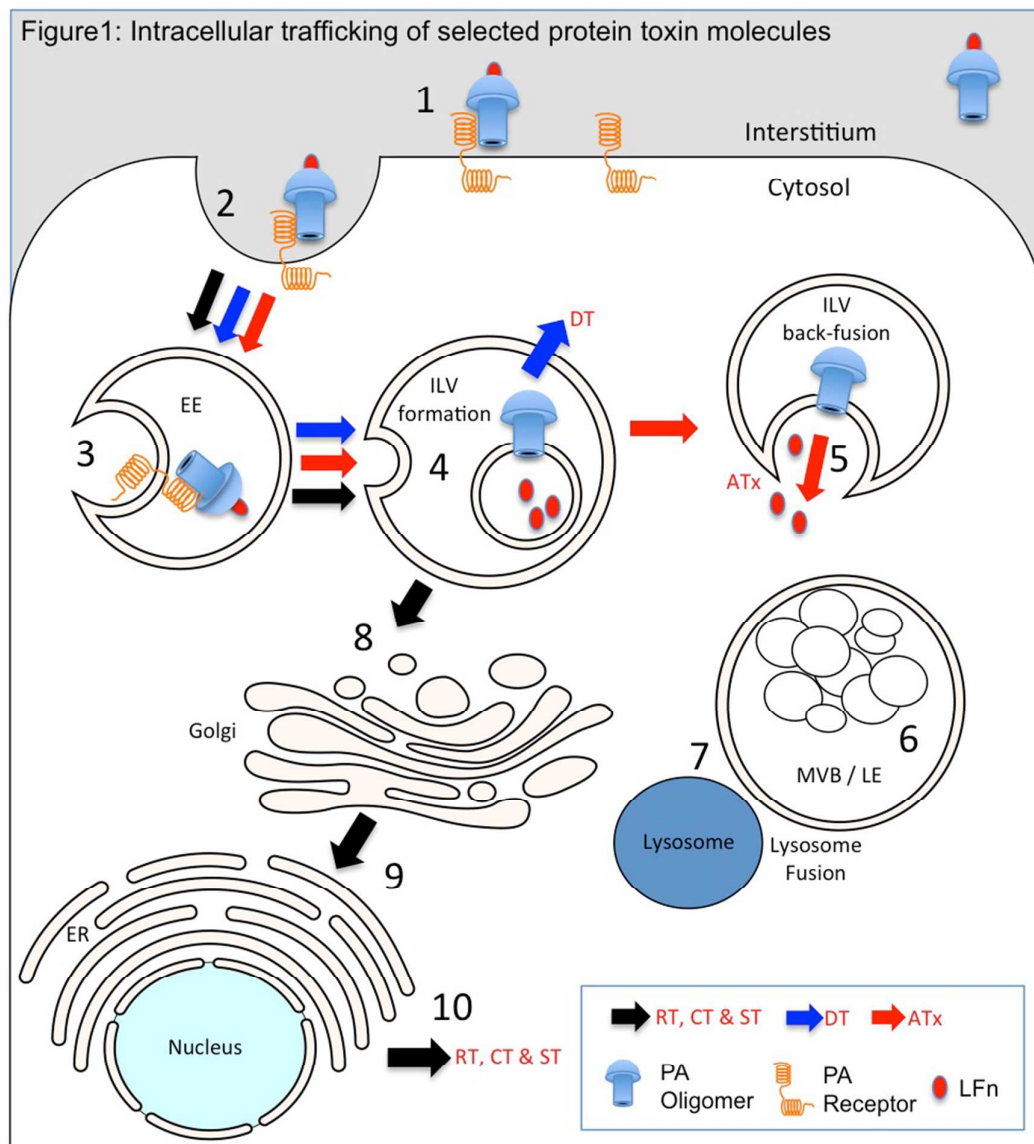 Figure1: Intracellular trafficking of selected protein toxin molecules
1
Interstitium
Cytosol
2
DT
ILV
back-fusion
EE
ILV
formation
3
4
5
ATx
8
Golgi
6
7
MVB / LE
Lysosome
Lysosome
Fusion
9
ER
10
Nucleus
RT, CT & ST
RT, CT & ST
DT
ATx
PA
Oligomer
PA
Receptor
LFn